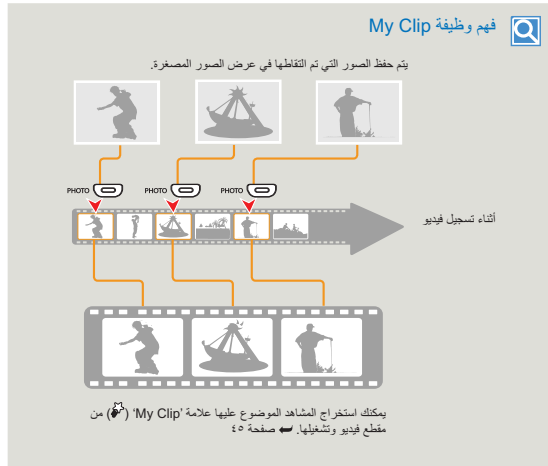 فهم وظيفة My Clip
يتم حفظ الصور التي تم التقاطها في عرض الصور المصغرة.
PHOTO PHOTO PHOTO
أثناء تسجيل فيديو
يمكنك استخراج المشاهد الموضوع عليها علامة 'My Clip' () من
مقطع فيديو وتشغيلها. صفحة ٤٥